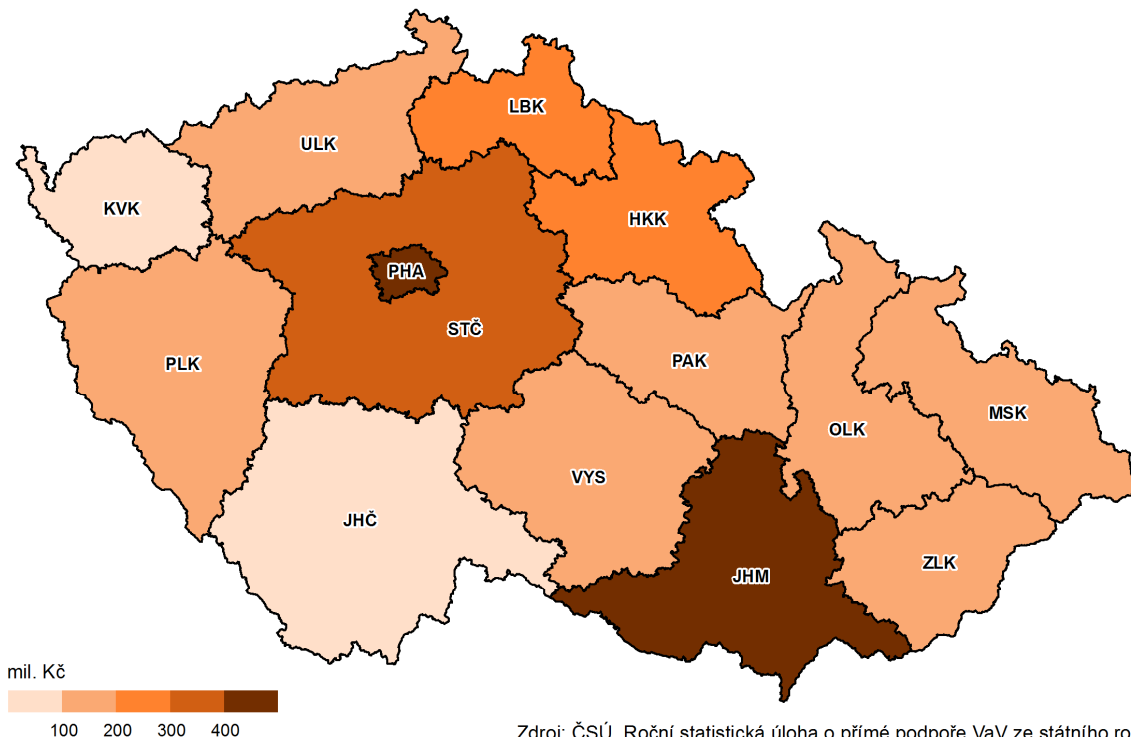 LBK
ULK
KVK
HKK
PHA
STČ
PLK
PAK
MSK
OLK
VYS
JHČ
ZLK
JHM
mil. Kč
100 200 300 400
Zdroj: ČSÚ, Roční statistická úloha o přímé podpoře VaV ze státního